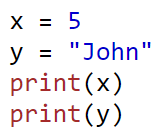 x = 5
y = "John"
print(x)
print(y)